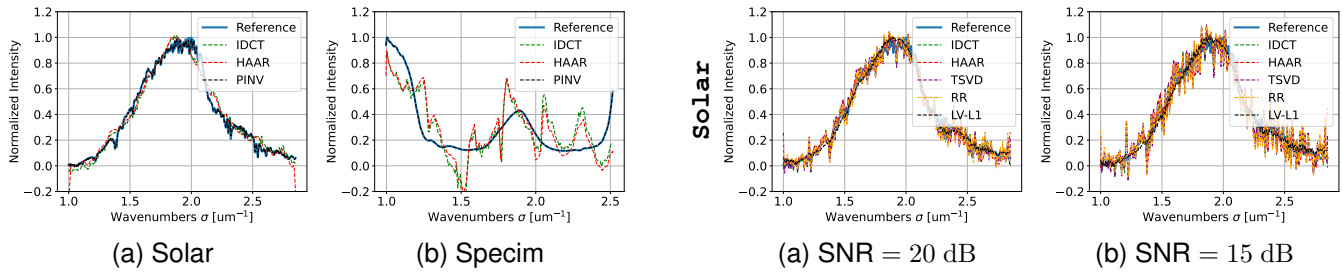 1.2
1.0
0.8
0.6
0.4
0.2
0.0
−0.2
Normalized Intensity
1.0 1.5 2.0 2.5
Wavenumbers σ [um⁻¹]
Reference
IDCT
HAAR
PINV
(a) Solar
1.2
1.0
0.8
0.6
0.4
0.2
0.0
−0.2
Normalized Intensity
1.0 1.5 2.0 2.5
Wavenumbers σ [um⁻¹]
Reference
IDCT
HAAR
PINV
(b) Specim
Solar
1.2
1.0
0.8
0.6
0.4
0.2
0.0
−0.2
Normalized Intensity
1.0 1.5 2.0 2.5
Wavenumbers σ [um⁻¹]
Reference
IDCT
HAAR
TSVD
RR
LV-L1
(a) SNR = 20 dB
1.2
1.0
0.8
0.6
0.4
0.2
0.0
−0.2
Normalized Intensity
1.0 1.5 2.0 2.5
Wavenumbers σ [um⁻¹]
Reference
IDCT
HAAR
TSVD
RR
LV-L1
(b) SNR = 15 dB